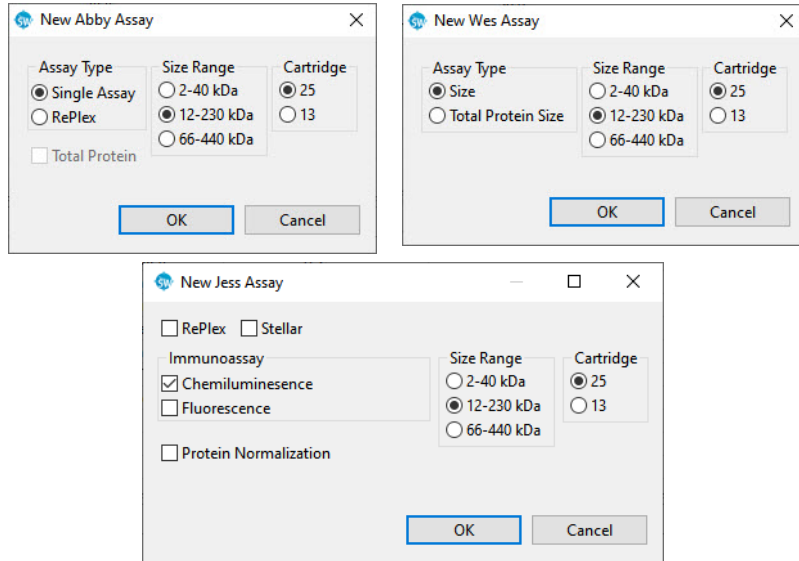 New Abby Assay
Assay Type
Single Assay
RePlex
Total Protein
Size Range
2-40 kDa
12-230 kDa
66-440 kDa
Cartridge
25
13
OK
Cancel
New Wes Assay
Assay Type
Size
Total Protein Size
Size Range
2-40 kDa
12-230 kDa
66-440 kDa
Cartridge
25
13
OK
Cancel
SW New Jess Assay
RePlex Stellar
Immunoassay
Chemiluminesence
Fluorescence
Protein Normalization
Size Range
2-40 kDa
12-230 kDa
66-440 kDa
Cartridge
25
13
OK
Cancel